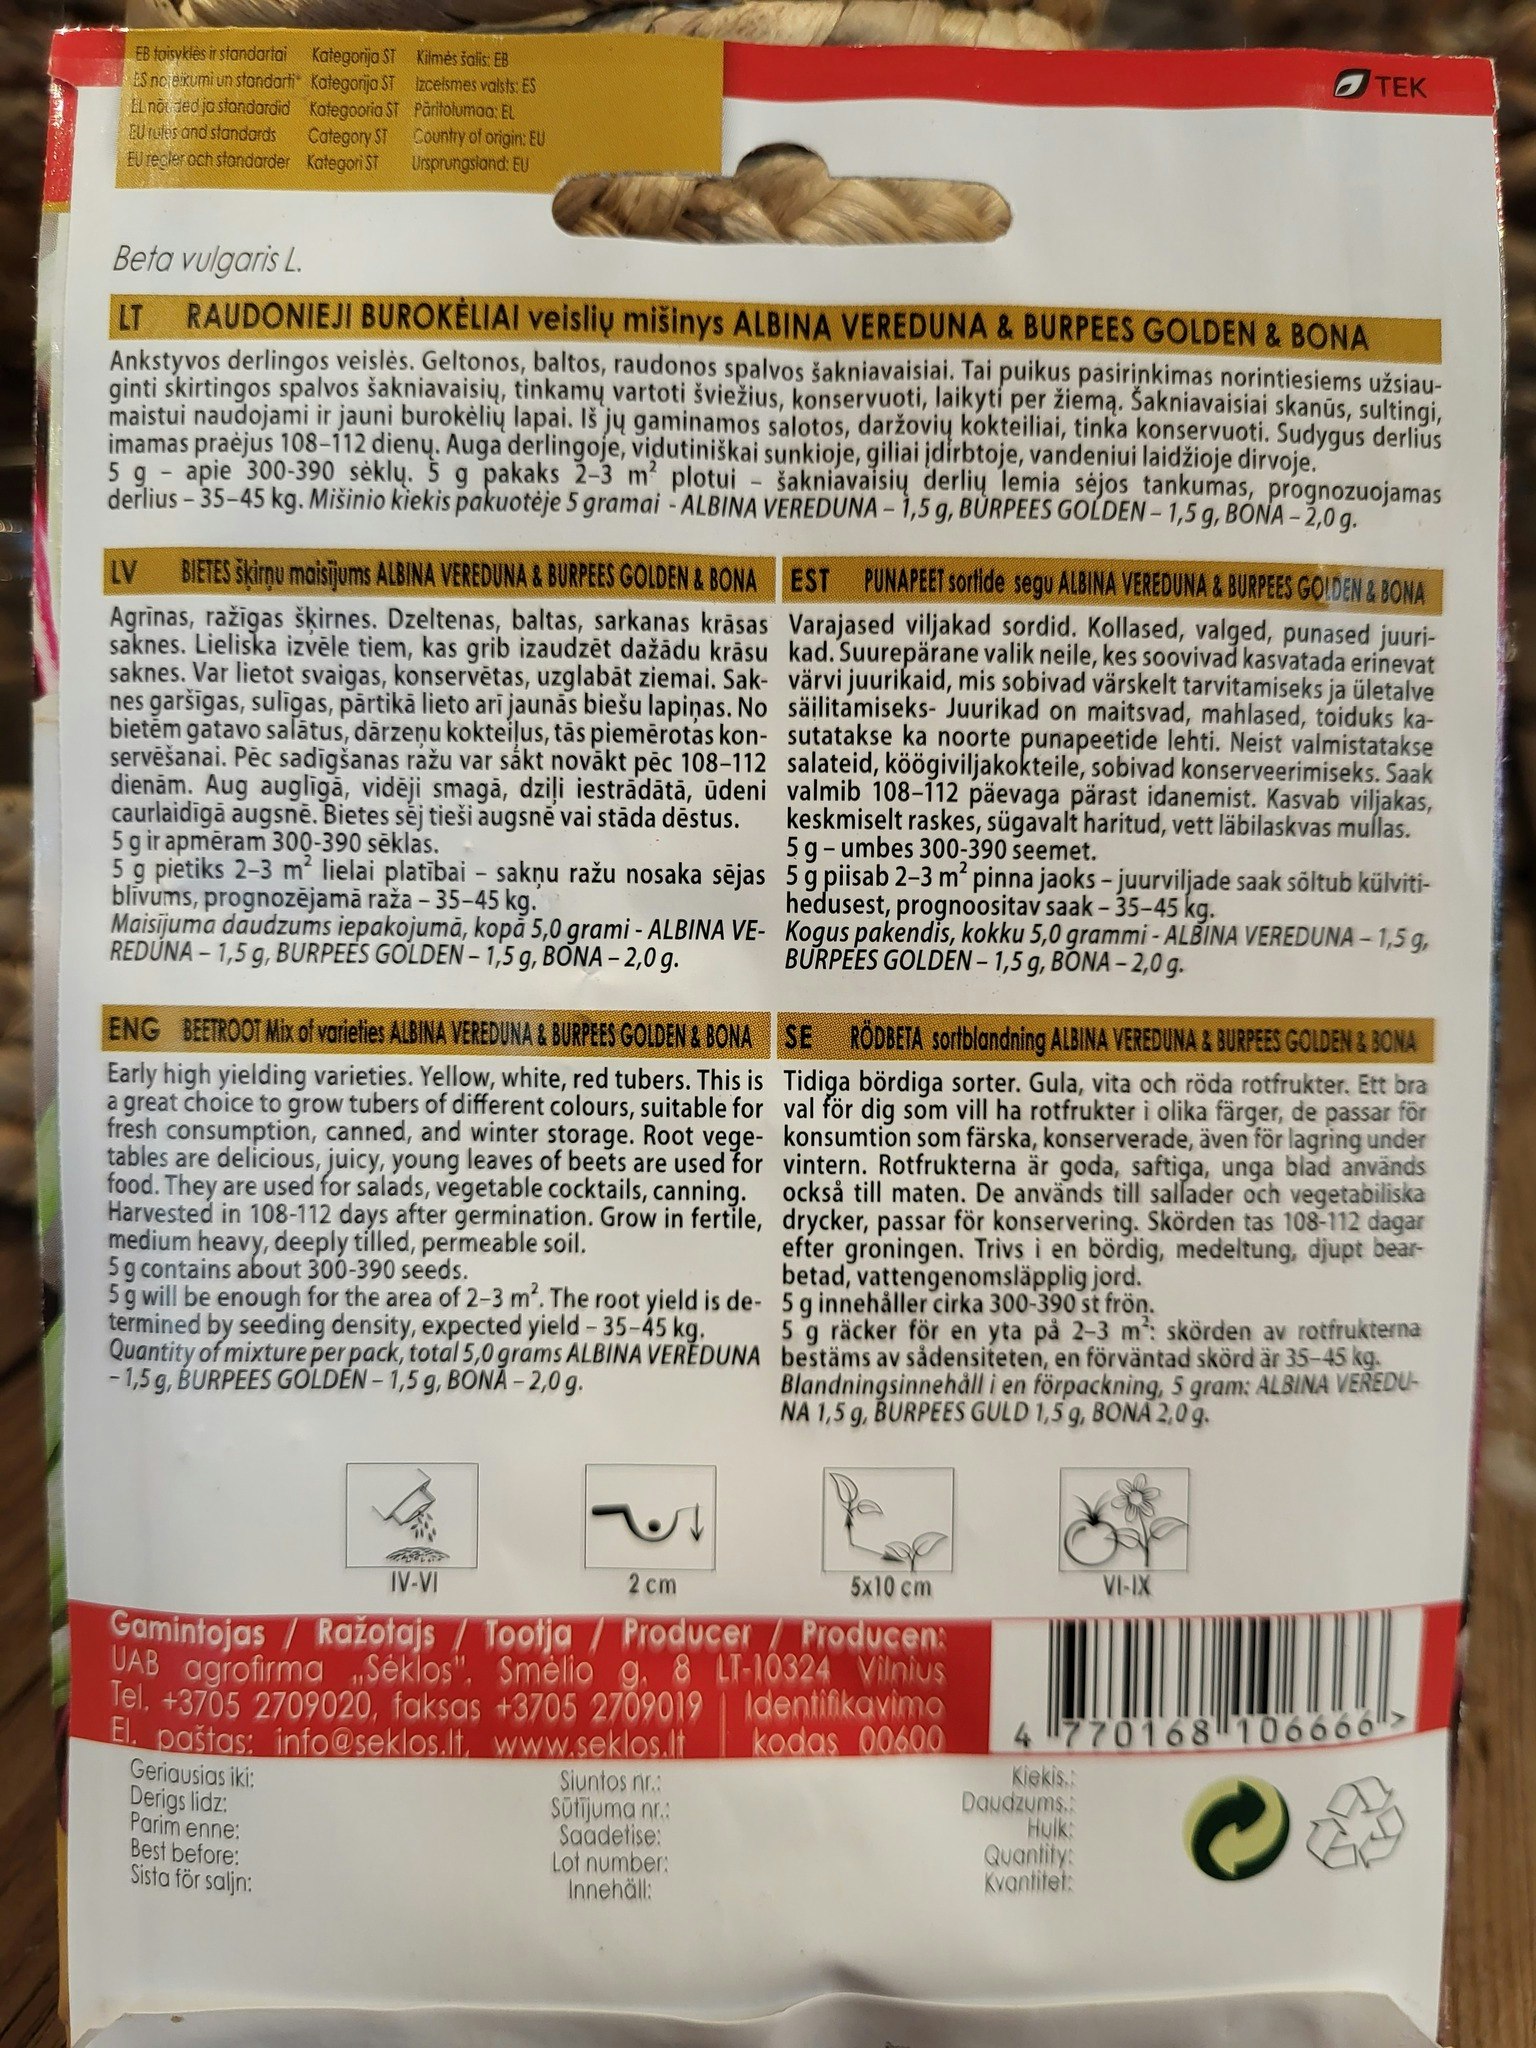 EB taisyklės ir standartai Kategorija ST Kilmės šalis: EB
ES noteikumi un standarti* Kategorija ST Izcelsmes valsts: ES
EL nõuded ja standardid Kategooria ST Päritolumaa: EL
EU rules and standards Category ST Country of origin: EU
EU regler och standarder Kategori ST Ursprungsland: EU
TEK
Beta vulgaris L.
LT RAUDONIEJI BUROKĖLIAI veislių mišinys ALBINA VEREDUNA & BURPEES GOLDEN & BONA
Ankstyvos derlingos veislės. Geltonos, baltos, raudonos spalvos šakniavaisiai. Tai puikus pasirinkimas norintiesiems užsiau-
ginti skirtingos spalvos šakniavaisių, tinkamų vartoti šviežius, konservuoti, laikyti per žiemą. Šakniavaisiai skanūs, sultingi,
maistui naudojami ir jauni burokėlių lapai. Iš jų gaminamos salotos, daržovių kokteiliai, tinka konservuoti. Sudygus derlius
imamas praėjus 108–112 dienų. Auga derlingoje, vidutiniškai sunkioje, giliai įdirbtoje, vandeniui laidžioje dirvoje.
5 g – apie 300-390 sėklų. 5 g pakaks 2–3 m² plotui – šakniavaisių derlių lemia sėjos tankumas, prognozuojamas
derlius – 35–45 kg. Mišinio kiekis pakuotėje 5 gramai - ALBINA VEREDUNA – 1,5 g, BURPEES GOLDEN – 1,5 g, BONA – 2,0 g.
LV BIETES šķirņu maisījums ALBINA VEREDUNA & BURPEES GOLDEN & BONA
Agrīnas, ražīgas šķirnes. Dzeltenas, baltas, sarkanas krāsas
saknes. Lieliska izvēle tiem, kas grib izaudzēt dažādu krāsu
saknes. Var lietot svaigas, konservētas, uzglabāt ziemai. Sak-
nes garšīgas, sulīgas, pārtikā lieto arī jaunās biešu lapiņas. No
bietēm gatavo salātus, dārzeņu kokteiļus, tās piemērotas kon-
servēšanai. Pēc sadīgšanas ražu var sākt novākt pēc 108–112
dienām. Aug auglīgā, vidēji smagā, dziļi iestrādātā, ūdeni
caurlaidīgā augsnē. Bietes sēj tieši augsnē vai stāda dēstus.
5 g ir apmēram 300-390 sēklas.
5 g pietiks 2–3 m² lielai platībai – sakņu ražu nosaka sējas
blīvums, prognozējamā raža – 35–45 kg.
Maisījuma daudzums iepakojumā, kopā 5,0 grami - ALBINA VE-
REDUNA – 1,5 g, BURPEES GOLDEN – 1,5 g, BONA – 2,0 g.
EST PUNAPEET sortide segu ALBINA VEREDUNA & BURPEES GOLDEN & BONA
Varajased viljakad sordid. Kollased, valged, punased juuri-
kad. Suurepärane valik neile, kes soovivad kasvatada erinevat
värvi juurikaid, mis sobivad värskelt tarvitamiseks ja ületalve
säilitamiseks- Juurikad on maitsvad, mahlased, toiduks ka-
sutatakse ka noorte punapeetide lehti. Neist valmistatakse
salateid, köögiviljakokteile, sobivad konserveerimiseks. Saak
valmib 108–112 päevaga pärast idanemist. Kasvab viljakas,
keskmiselt raskes, sügavalt haritud, vett läbilaskvas mullas.
5 g – umbes 300-390 seemet.
5 g piisab 2–3 m² pinna jaoks – juurviljade saak sõltub külviti-
hedusest, prognoositav saak – 35–45 kg.
Kogus pakendis, kokku 5,0 grammi - ALBINA VEREDUNA – 1,5 g,
BURPEES GOLDEN – 1,5 g, BONA – 2,0 g.
ENG BEETROOT Mix of varieties ALBINA VEREDUNA & BURPEES GOLDEN & BONA
Early high yielding varieties. Yellow, white, red tubers. This is
a great choice to grow tubers of different colours, suitable for
fresh consumption, canned, and winter storage. Root vege-
tables are delicious, juicy, young leaves of beets are used for
food. They are used for salads, vegetable cocktails, canning.
Harvested in 108-112 days after germination. Grow in fertile,
medium heavy, deeply tilled, permeable soil.
5 g contains about 300-390 seeds.
5 g will be enough for the area of 2–3 m². The root yield is de-
termined by seeding density, expected yield – 35–45 kg.
Quantity of mixture per pack, total 5,0 grams ALBINA VEREDUNA
– 1,5 g, BURPEES GOLDEN – 1,5 g, BONA – 2,0 g.
SE RÖDBETA sortblandning ALBINA VEREDUNA & BURPEES GOLDEN & BONA
Tidiga bördiga sorter. Gula, vita och röda rotfrukter. Ett bra
val för dig som vill ha rotfrukter i olika färger, de passar för
konsumtion som färska, konserverade, även för lagring under
vintern. Rotfrukterna är goda, saftiga, unga blad används
också till maten. De används till sallader och vegetabiliska
drycker, passar för konservering. Skörden tas 108-112 dagar
efter groningen. Trivs i en bördig, medeltung, djupt bear-
betad, vattengenomsläpplig jord.
5 g innehåller cirka 300-390 st frön.
5 g räcker för en yta på 2–3 m²: skörden av rotfrukterna
bestäms av sådensiteten, en förväntad skörd är 35–45 kg.
Blandningsinnehåll i en förpackning, 5 gram: ALBINA VEREDU-
NA 1,5 g, BURPEES GULD 1,5 g, BONA 2,0 g.
IV-VI 2 cm 5x10 cm VI-IX
Gamintojas / Ražotajs / Tootja / Producer / Producen:
UAB agrofirma „Sėklos", Smėlio g. 8 LT-10324 Vilnius
Tel. +3705 2709020, faksas +3705 2709019 | Identifikavimo
El. paštas: info@seklos.lt, www.seklos.lt | kodas 00600
4 770168 106666 >
Geriausias iki: Siuntos nr.: Kiekis.:
Derigs lidz: Sūtījuma nr.: Daudzums.:
Parim enne: Saadetise: Hulk:
Best before: Lot number: Quantity:
Sista för saljn: Innehäll: Kvantitet: